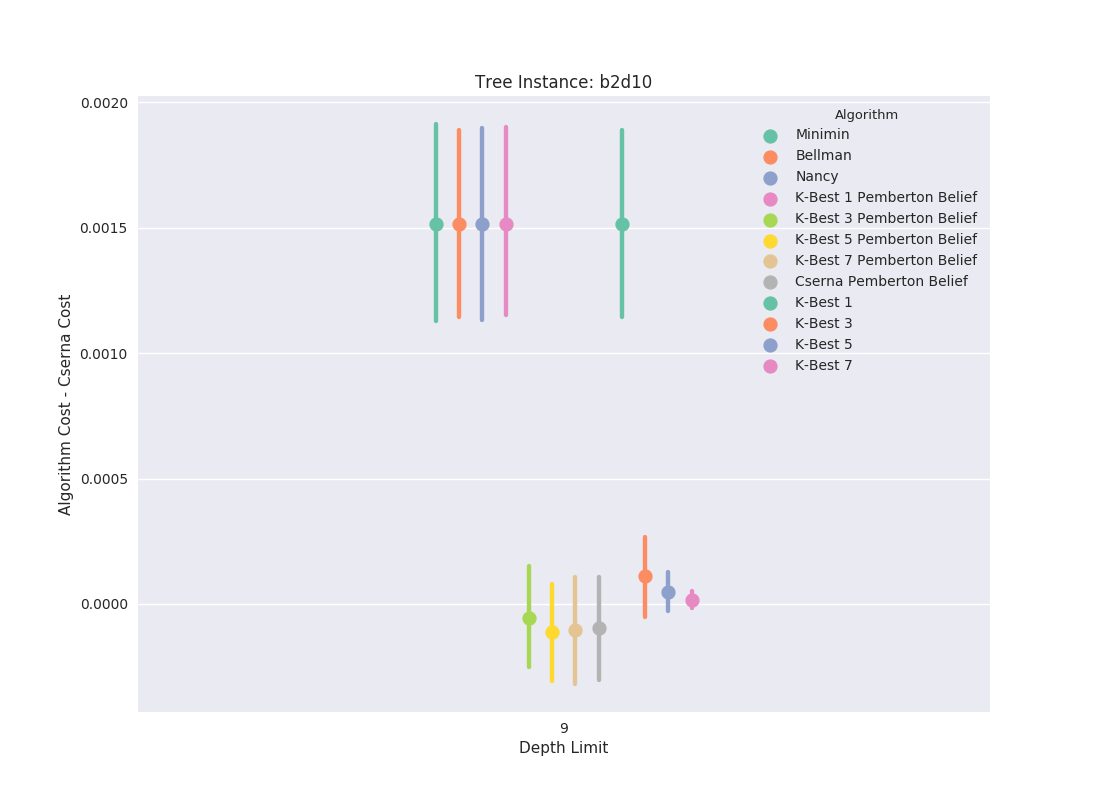 Tree Instance: b2d10
Algorithm Cost - Cserna Cost
0.0020
0.0015
0.0010
0.0005
0.0000
Algorithm
Minimin
Bellman
Nancy
K-Best 1 Pemberton Belief
K-Best 3 Pemberton Belief
K-Best 5 Pemberton Belief
K-Best 7 Pemberton Belief
Cserna Pemberton Belief
K-Best 1
K-Best 3
K-Best 5
K-Best 7
9
Depth Limit